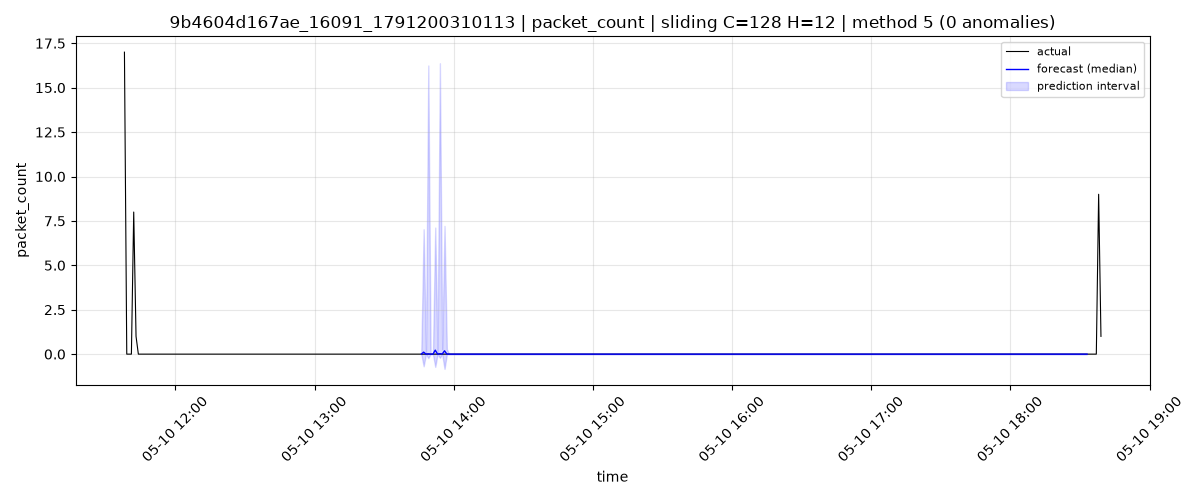 9b4604d167ae_16091_1791200310113 | packet_count | sliding C=128 H=12 | method 5 (0 anomalies)
actual
forecast (median)
prediction interval
17.5
15.0
12.5
10.0
7.5
5.0
2.5
0.0
packet_count
05-10 12:00
05-10 13:00
05-10 14:00
05-10 15:00
05-10 16:00
05-10 17:00
05-10 18:00
05-10 19:00
time